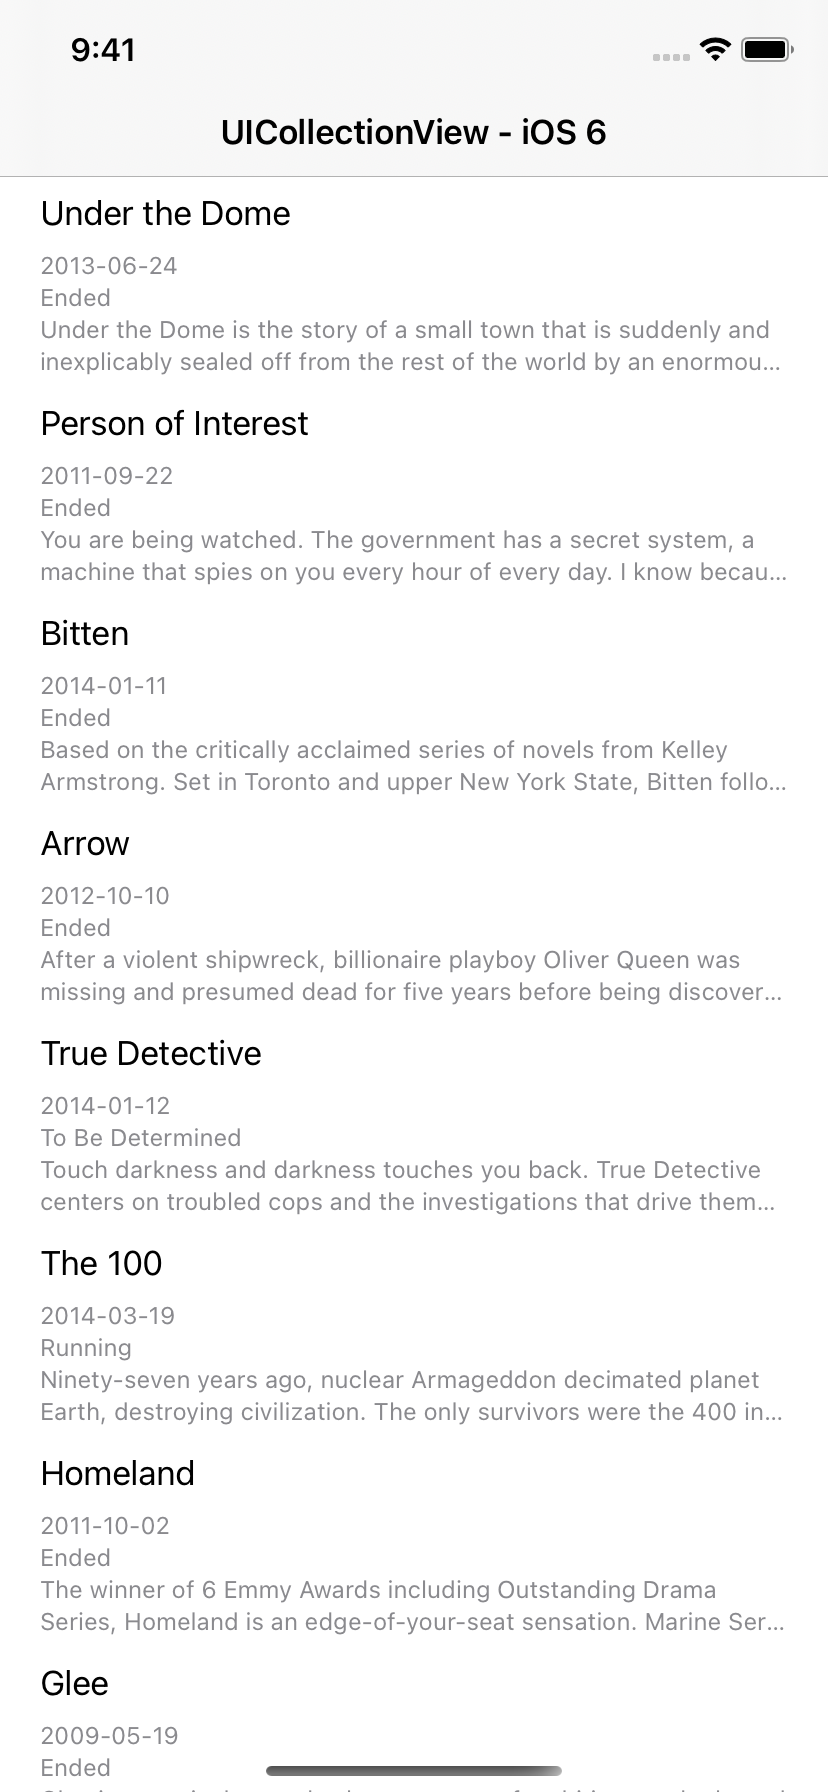 9:41
UICollectionView - iOS 6
Under the Dome
2013-06-24
Ended
Under the Dome is the story of a small town that is suddenly and
inexplicably sealed off from the rest of the world by an enormou...
Person of Interest
2011-09-22
Ended
You are being watched. The government has a secret system, a
machine that spies on you every hour of every day. I know becau...
Bitten
2014-01-11
Ended
Based on the critically acclaimed series of novels from Kelley
Armstrong. Set in Toronto and upper New York State, Bitten follo...
Arrow
2012-10-10
Ended
After a violent shipwreck, billionaire playboy Oliver Queen was
missing and presumed dead for five years before being discover...
True Detective
2014-01-12
To Be Determined
Touch darkness and darkness touches you back. True Detective
centers on troubled cops and the investigations that drive them...
The 100
2014-03-19
Running
Ninety-seven years ago, nuclear Armageddon decimated planet
Earth, destroying civilization. The only survivors were the 400 in...
Homeland
2011-10-02
Ended
The winner of 6 Emmy Awards including Outstanding Drama
Series, Homeland is an edge-of-your-seat sensation. Marine Ser...
Glee
2009-05-19
Ended